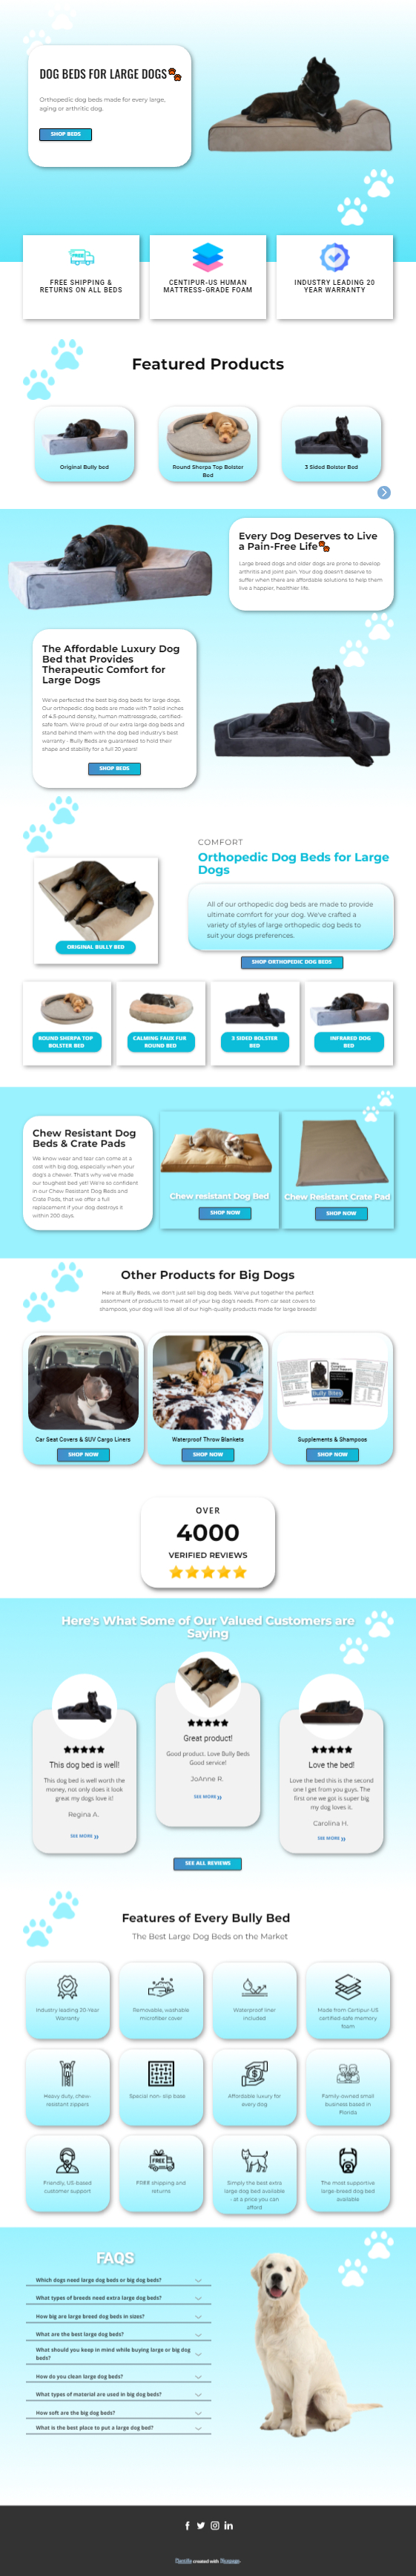 DOG BEDS FOR LARGE DOGS
Orthopedic dog beds made for every large,
aging or arthritic dog.
SHOP BEDS
FREE SHIPPING &
RETURNS ON ALL BEDS
CENTIPUR-US HUMAN
MATTRESS-GRADE FOAM
INDUSTRY LEADING 20
YEAR WARRANTY
Featured Products
Original Bully bed
Round Sherpa Top Bolster
Bed
3 Sided Bolster Bed
Every Dog Deserves to Live
a Pain-Free Life
Large breed dogs and older dogs are prone to develop
arthritis and joint pain. Your dog doesn't deserve to
suffer when there are affordable solutions to help them
live a happier, healthier life.
The Affordable Luxury Dog
Bed that Provides
Therapeutic Comfort for
Large Dogs
We've perfected the best big dog beds for large dogs.
Our orthopedic dog beds are made with 7 solid inches
of 4.5-pound density, human mattressgrade, certified-
safe foam. We're proud of our extra large dog beds and
stand behind them with the dog bed industry's best
warranty - Bully Beds are guaranteed to hold their
shape and stability for a full 20 years!
SHOP BEDS
COMFORT
Orthopedic Dog Beds for Large
Dogs
All of our orthopedic dog beds are made to provide
ultimate comfort for your dog. We've crafted a
variety of styles of large orthopedic dog beds to
suit your dogs preferences.
ORIGINAL BULLY BED
SHOP ORTHOPEDIC DOG BEDS
ROUND SHERPA TOP
BOLSTER BED
CALMING FAUX FUR
ROUND BED
3 SIDED BOLSTER
BED
INFRARED DOG
BED
Chew Resistant Dog
Beds & Crate Pads
We know wear and tear can come at a
cost with big dog, especially when your
dog's a chewer. That's why we've made
our toughest bed yet! We're so confident
in our Chew Resistant Dog Beds and
Crate Pads, that we offer a full
replacement if your dog destroys it
within 200 days.
Chew resistant Dog Bed
SHOP NOW
Chew Resistant Crate Pad
SHOP NOW
Other Products for Big Dogs
Here at Bully Beds, we don't just sell big dog beds. We've put together the perfect
assortment of products to meet all of your big dog's needs. From car seat covers to
shampoos, your dog will love all of our high-quality products made for large breeds!
Bully Bites
Car Seat Covers & SUV Cargo Liners
Waterproof Throw Blankets
Supplements & Shampoos
SHOP NOW
SHOP NOW
SHOP NOW
OVER
4000
VERIFIED REVIEWS
Here's What Some of Our Valued Customers are
Saying
This dog bed is well!
This dog bed is well worth the
money, not only does it look
great my dogs love it!
Regina A.
SEE MORE »
Great product!
Good product. Love Bully Beds
Good service!
JoAnne R.
SEE MORE »
Love the bed!
Love the bed this is the second
one I get from you guys. The
first one we got is super big
my dog loves it.
Carolina H.
SEE MORE »
SEE ALL REVIEWS
Features of Every Bully Bed
The Best Large Dog Beds on the Market
Industry leading 20-Year
Warranty
Removable, washable
microfiber cover
Waterproof liner
included
Made from Certipur-US
certified-safe memory
foam
Heavy duty, chew-
resistant zippers
Special non- slip base
Affordable luxury for
every dog
Family-owned small
business based in
Florida
Friendly, US-based
customer support
FREE
FREE shipping and
returns
Simply the best extra
large dog bed available
- at a price you can
afford
The most supportive
large-breed dog bed
available
FAQS
Which dogs need large dog beds or big dog beds?
What types of breeds need extra large dog beds?
How big are large breed dog beds in sizes?
What are the best large dog beds?
What should you keep in mind while buying large or big dog
beds?
How do you clean large dog beds?
What types of material are used in big dog beds?
How soft are the big dog beds?
What is the best place to put a large dog bed?
created with